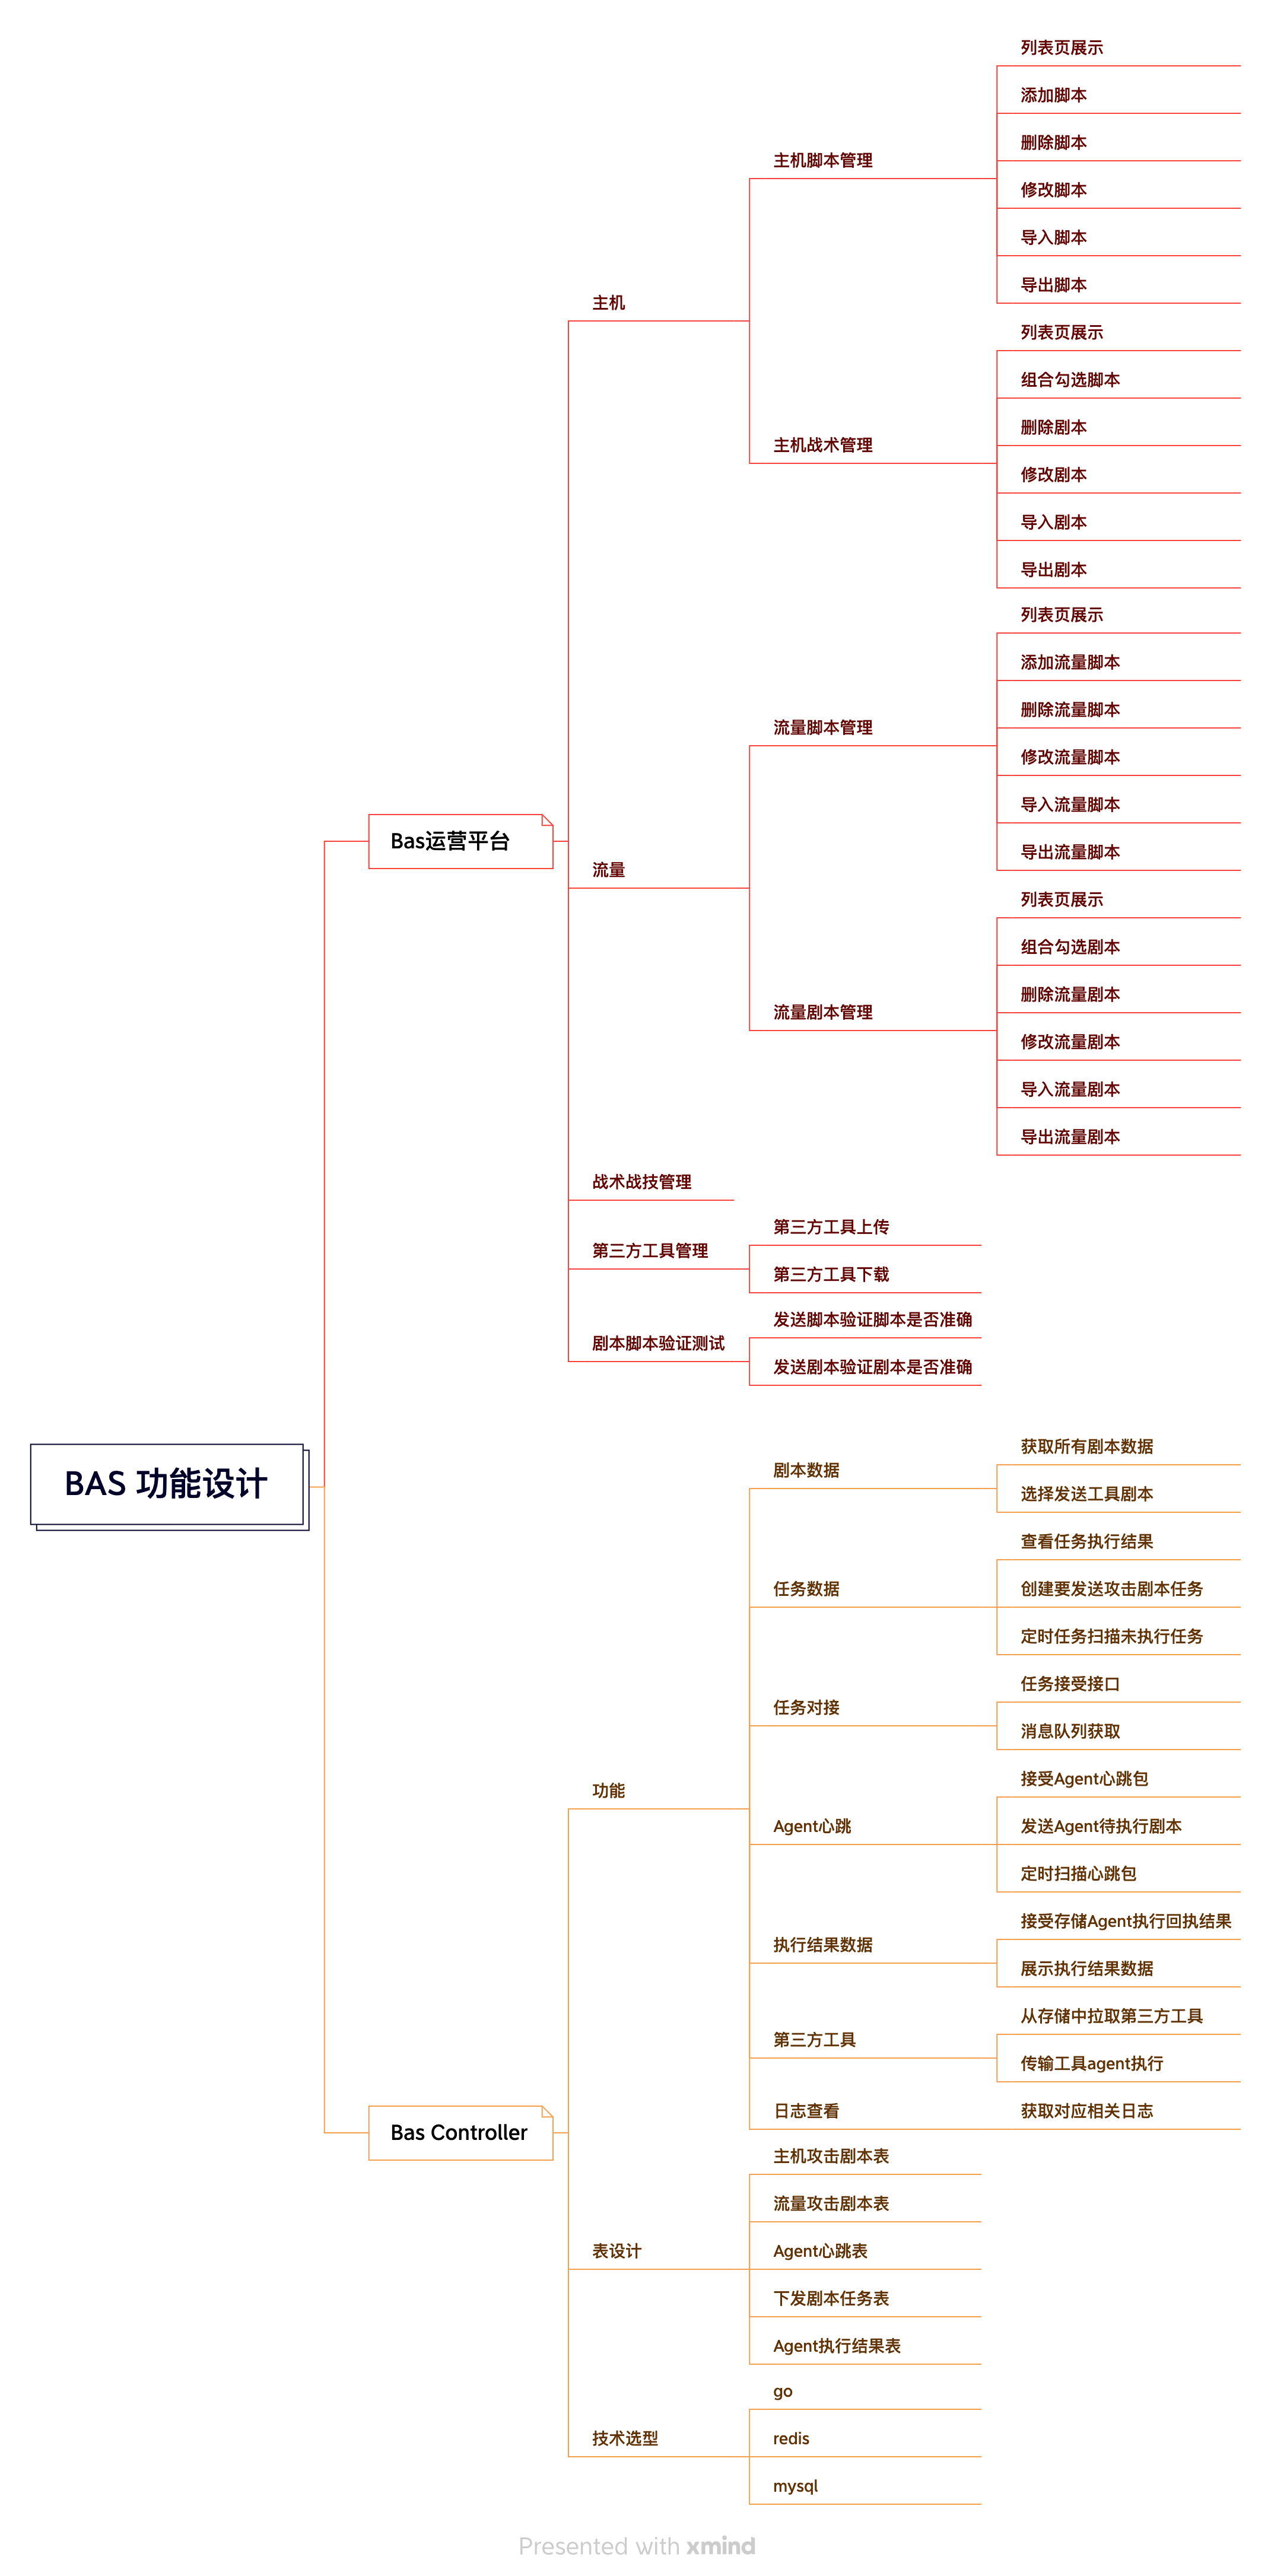 BAS 功能设计
Bas运营平台
主机
主机脚本管理
列表页展示
添加脚本
删除脚本
修改脚本
导入脚本
导出脚本
主机战术管理
列表页展示
组合勾选脚本
删除剧本
修改剧本
导入剧本
导出剧本
流量
流量脚本管理
列表页展示
添加流量脚本
删除流量脚本
修改流量脚本
导入流量脚本
导出流量脚本
流量剧本管理
列表页展示
组合勾选剧本
删除流量剧本
修改流量剧本
导入流量剧本
导出流量剧本
战术战技管理
第三方工具管理
第三方工具上传
第三方工具下载
剧本脚本验证测试
发送脚本验证脚本是否准确
发送剧本验证剧本是否准确
Bas Controller
功能
剧本数据
获取所有剧本数据
选择发送工具剧本
任务数据
查看任务执行结果
创建要发送攻击剧本任务
定时任务扫描未执行任务
任务对接
任务接受接口
消息队列获取
Agent心跳
接受Agent心跳包
发送Agent待执行剧本
定时扫描心跳包
执行结果数据
接受存储Agent执行回执结果
展示执行结果数据
第三方工具
从存储中拉取第三方工具
传输工具agent执行
日志查看
获取对应相关日志
表设计
主机攻击剧本表
流量攻击剧本表
Agent心跳表
下发剧本任务表
Agent执行结果表
技术选型
go
redis
mysql
Presented with xmind